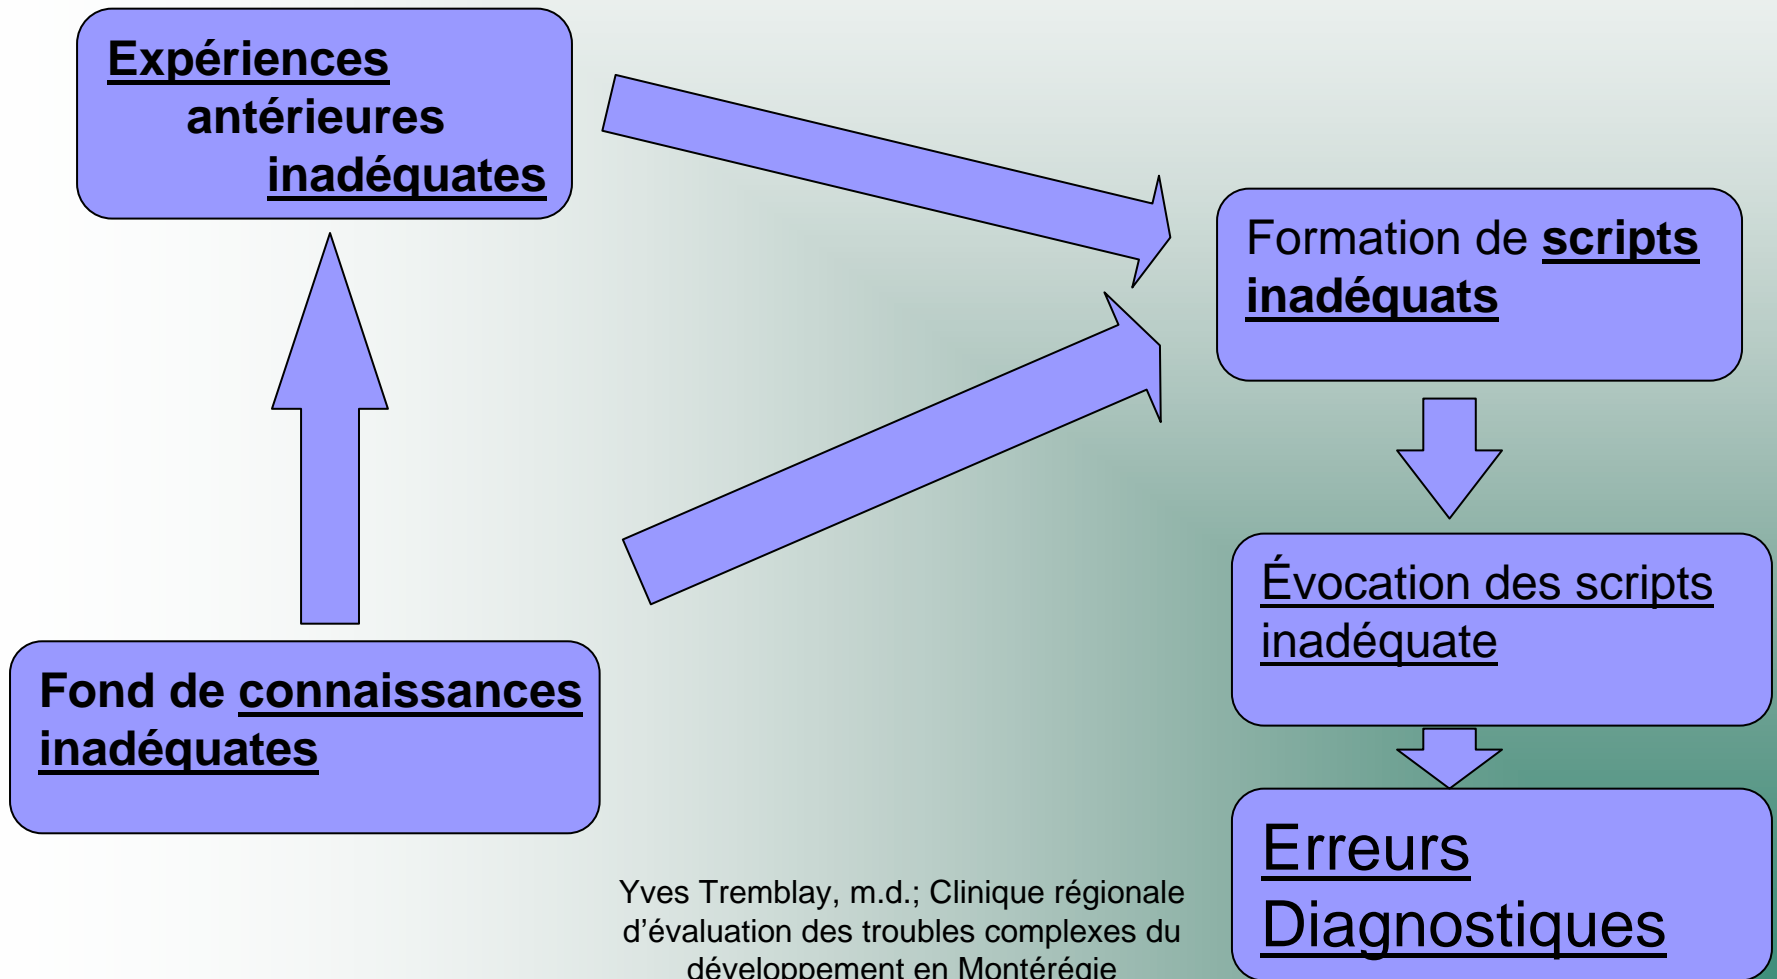 Expériences
antérieures
inadéquates
Fond de connaissances
inadéquates
Formation de scripts
inadéquats
Évocation des scripts
inadéquate
Erreurs
Diagnostiques
Yves Tremblay, m.d.; Clinique régionale
d'évaluation des troubles complexes du
développement en Montérégie